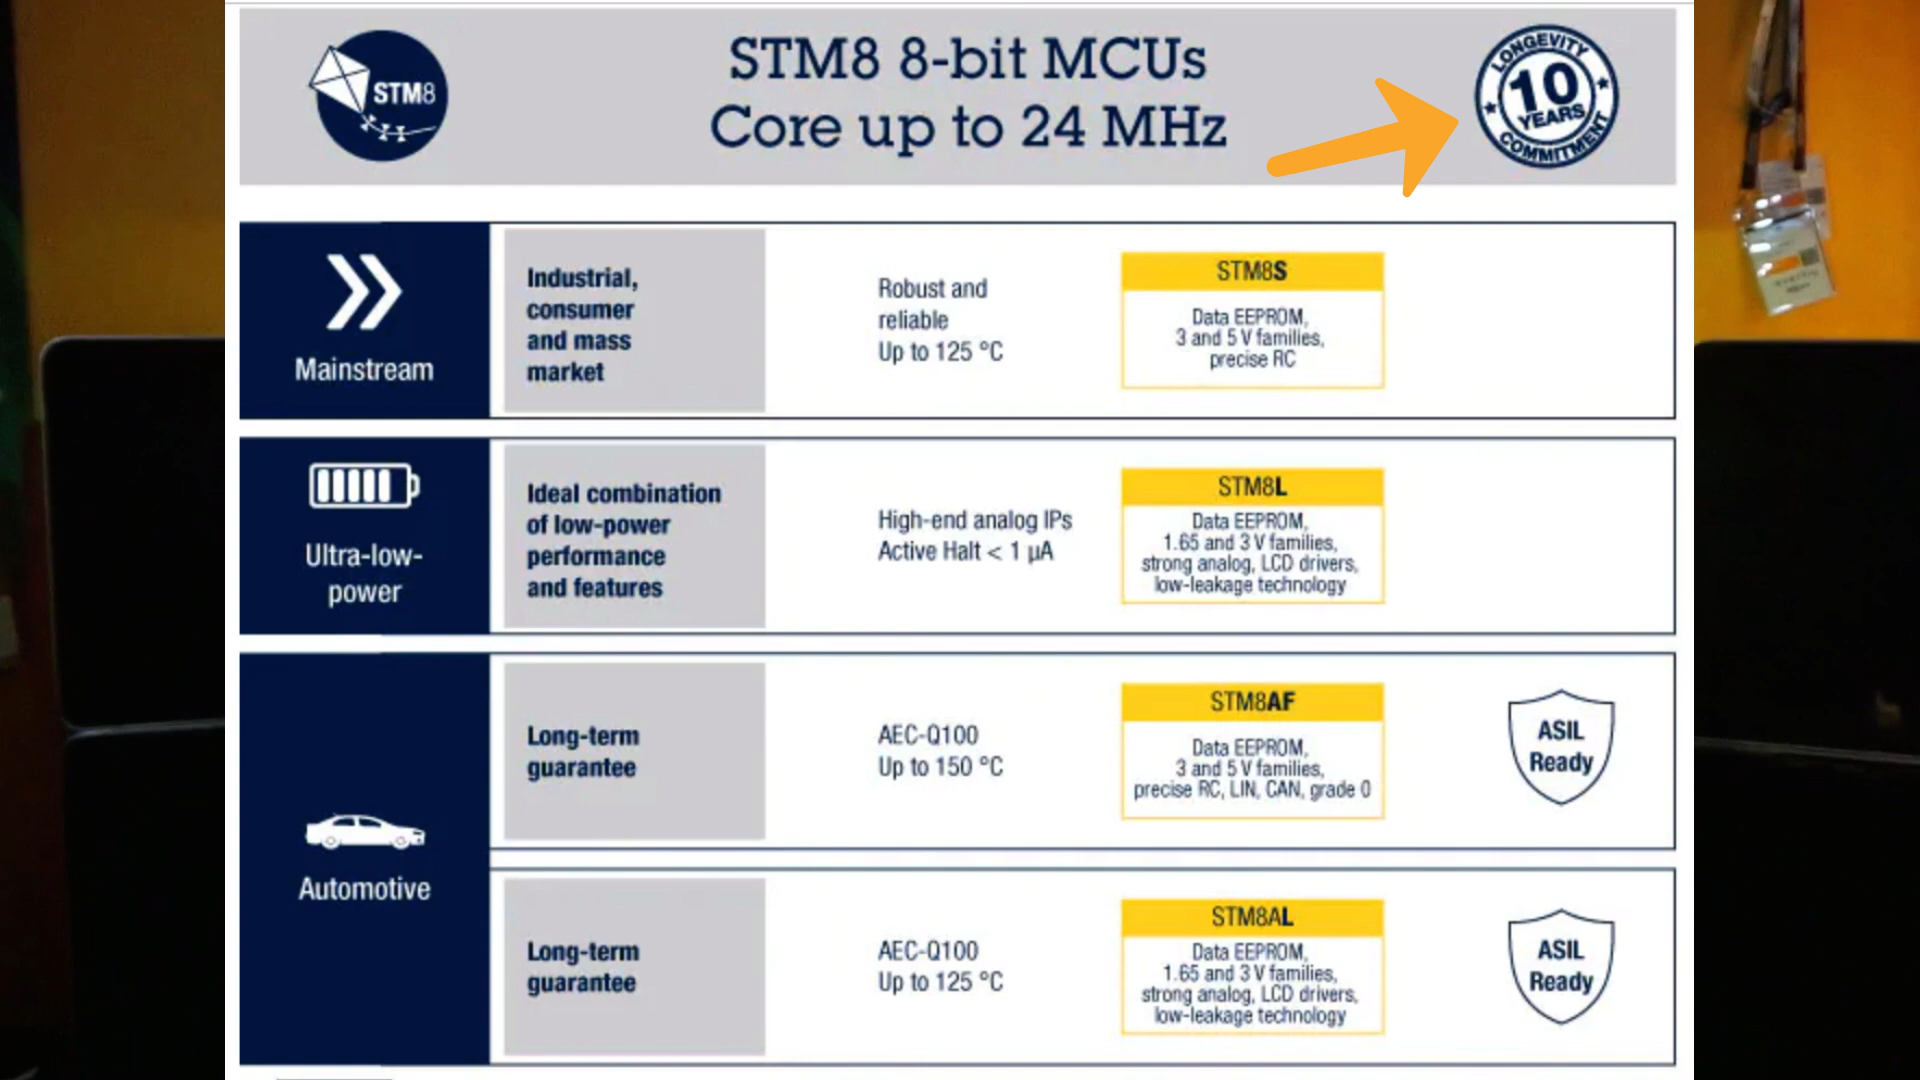 STM8
STM8 8-bit MCUs
Core up to 24 MHz
LONGEVITY
10
YEARS
COMMITMENT
Mainstream
Industrial,
consumer
and mass
market
Robust and
reliable
Up to 125 °C
STM8S
Data EEPROM,
3 and 5 V families,
precise RC
Ultra-low-
power
Ideal combination
of low-power
performance
and features
High-end analog IPs
Active Halt < 1 µA
STM8L
Data EEPROM,
1.65 and 3 V families,
strong analog, LCD drivers,
low-leakage technology
Automotive
Long-term
guarantee
AEC-Q100
Up to 150 °C
STM8AF
Data EEPROM,
3 and 5 V families,
precise RC, LIN, CAN, grade 0
ASIL
Ready
Long-term
guarantee
AEC-Q100
Up to 125 °C
STM8AL
Data EEPROM,
1.65 and 3 V families,
strong analog, LCD drivers,
low-leakage technology
ASIL
Ready